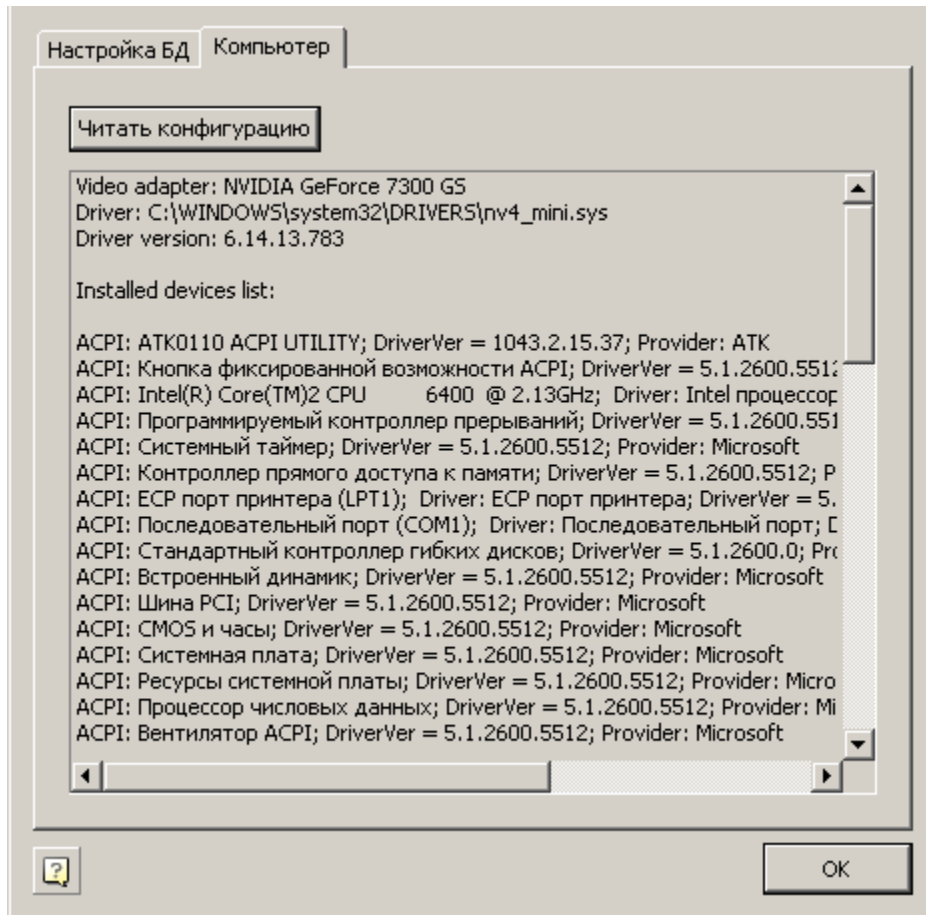 Настройка БД
Компьютер
Читать конфигурацию
Video adapter: NVIDIA GeForce 7300 GS
Driver: C:\WINDOWS\system32\DRIVERS\nv4_mini.sys
Driver version: 6.14.13.783
Installed devices list:
ACPI: ATK0110 ACPI UTILITY; DriverVer = 1043.2.15.37; Provider: ATK
ACPI: Кнопка фиксированной возможности ACPI; DriverVer = 5.1.2600.5512
ACPI: Intel(R) Core(TM)2 CPU 6400 @ 2.13GHz; Driver: Intel процессор
ACPI: Программируемый контроллер прерываний; DriverVer = 5.1.2600.551
ACPI: Системный таймер; DriverVer = 5.1.2600.5512; Provider: Microsoft
ACPI: Контроллер прямого доступа к памяти; DriverVer = 5.1.2600.5512; P
ACPI: ECP порт принтера (LPT1); Driver: ECP порт принтера; DriverVer = 5.
ACPI: Последовательный порт (COM1); Driver: Последовательный порт; D
ACPI: Стандартный контроллер гибких дисков; DriverVer = 5.1.2600.0; Pro
ACPI: Встроенный динамик; DriverVer = 5.1.2600.5512; Provider: Microsoft
ACPI: Шина PCI; DriverVer = 5.1.2600.5512; Provider: Microsoft
ACPI: CMOS и часы; DriverVer = 5.1.2600.5512; Provider: Microsoft
ACPI: Системная плата; DriverVer = 5.1.2600.5512; Provider: Microsoft
ACPI: Ресурсы системной платы; DriverVer = 5.1.2600.5512; Provider: Micro
ACPI: Процессор числовых данных; DriverVer = 5.1.2600.5512; Provider: Mi
ACPI: Вентилятор ACPI; DriverVer = 5.1.2600.5512; Provider: Microsoft
OK